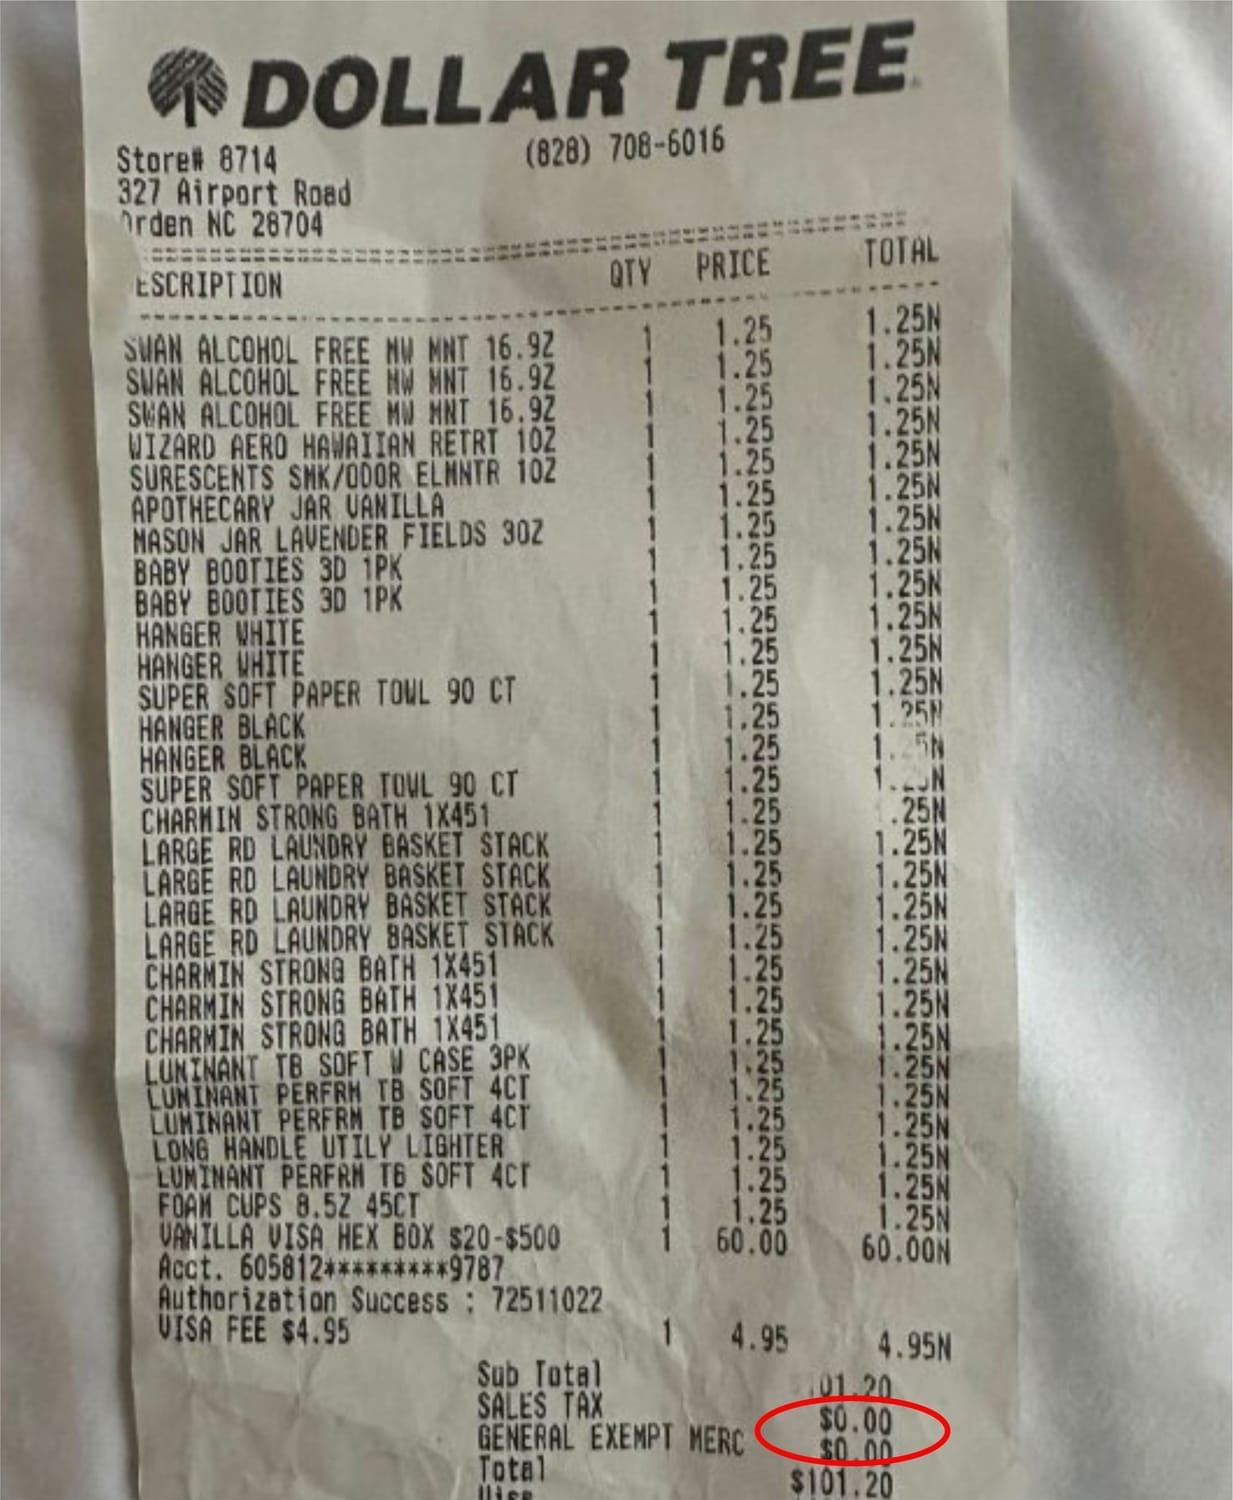 DOLLAR TREE
Store# 8714 (828) 708-6016
327 Airport Road
rden NC 28704
ESCRIPTION QTY PRICE TOTAL
SWAN ALCOHOL FREE MW MNT 16.9Z 1 1.25 1.25N
SWAN ALCOHOL FREE MW MNT 16.9Z 1 1.25 1.25N
SWAN ALCOHOL FREE MW MNT 16.9Z 1 1.25 1.25N
WIZARD AERO HAWAIIAN RETRT 10Z 1 1.25 1.25N
SURESCENTS SMK/ODOR ELMNTR 10Z 1 1.25 1.25N
APOTHECARY JAR VANILLA 1 1.25 1.25N
MASON JAR LAVENDER FIELDS 3OZ 1 1.25 1.25N
BABY BOOTIES 3D 1PK 1 1.25 1.25N
BABY BOOTIES 3D 1PK 1 1.25 1.25N
HANGER WHITE 1 1.25 1.25N
HANGER WHITE 1 1.25 1.25N
SUPER SOFT PAPER TOWL 90 CT 1 1.25 1.25N
HANGER BLACK 1 1.25 1.25N
HANGER BLACK 1 1.25 1. 5N
SUPER SOFT PAPER TOWL 90 CT 1 1.25 1.25N
CHARMIN STRONG BATH 1X451 1 1.25 .25N
LARGE RD LAUNDRY BASKET STACK 1 1.25 1.25N
LARGE RD LAUNDRY BASKET STACK 1 1.25 1.25N
LARGE RD LAUNDRY BASKET STACK 1 1.25 1.25N
LARGE RD LAUNDRY BASKET STACK 1 1.25 1.25N
CHARMIN STRONG BATH 1X451 1 1.25 1.25N
CHARMIN STRONG BATH 1X451 1 1.25 1.25N
CHARMIN STRONG BATH 1X451 1 1.25 1.25N
LUMINANT TB SOFT W CASE 3PK 1 1.25 1.25N
LUMINANT PERFRM TB SOFT 4CT 1 1.25 1.25N
LUMINANT PERFRM TB SOFT 4CT 1 1.25 1.25N
LONG HANDLE UTILY LIGHTER 1 1.25 1.25N
LUMINANT PERFRM TB SOFT 4CT 1 1.25 1.25N
FOAM CUPS 8.5Z 45CT 1 1.25 1.25N
VANILLA VISA HEX BOX $20-$500 1 60.00 60.00N
Acct. 605812*********9787
Authorization Success : 72511022
VISA FEE $4.95 1 4.95 4.95N
Sub Total 101.20
SALES TAX $0.00
GENERAL EXEMPT MERC $0.00
Total $101.20
Visa